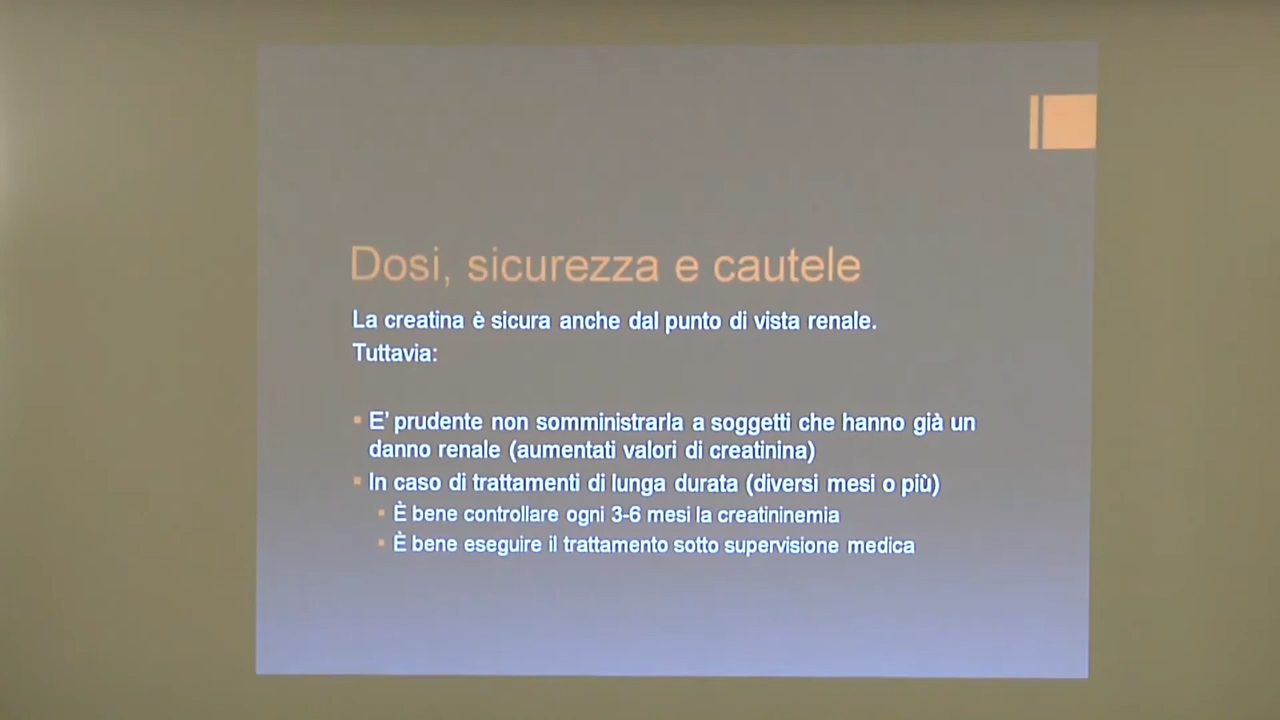 Dosi, sicurezza e cautele
La creatina è sicura anche dal punto di vista renale.
Tuttavia:
E' prudente non somministrarla a soggetti che hanno già un
danno renale (aumentati valori di creatinina)
In caso di trattamenti di lunga durata (diversi mesi o più)
È bene controllare ogni 3-6 mesi la creatininemia
È bene eseguire il trattamento sotto supervisione medica